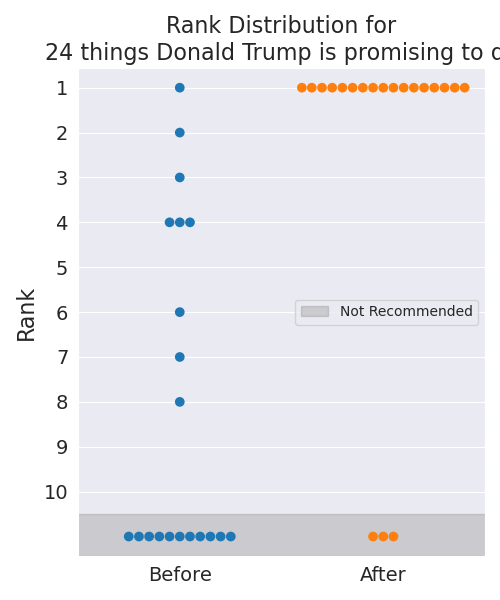 Rank Distribution for
24 things Donald Trump is promising to
1
2
3
4
5
6
7
8
9
10
Rank
Not Recommended
Before
After